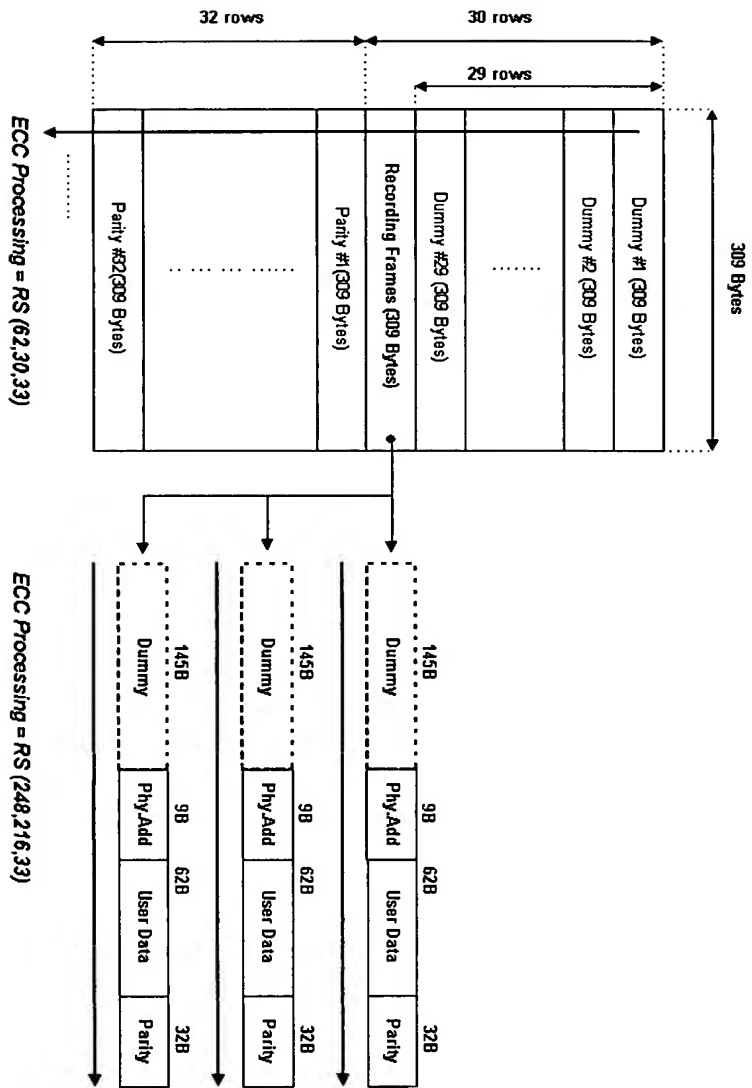 32 rows
30 rows
29 rows
309 Bytes
Dummy #1 (309 Bytes)
Dummy #2 (309 Bytes)
........
Dummy #29 (309 Bytes)
Recording Frames (309 Bytes)
Parity #1(309 Bytes)
........ ........
Parity #32(309 Bytes)
ECC Processing = RS (62,30,33)
145B 9B 62B 32B
Dummy Phy.Add User Data Parity
145B 9B 62B 32B
Dummy Phy.Add User Data Parity
145B 9B 62B 32B
Dummy Phy.Add User Data Parity
ECC Processing = RS (248,216,33)